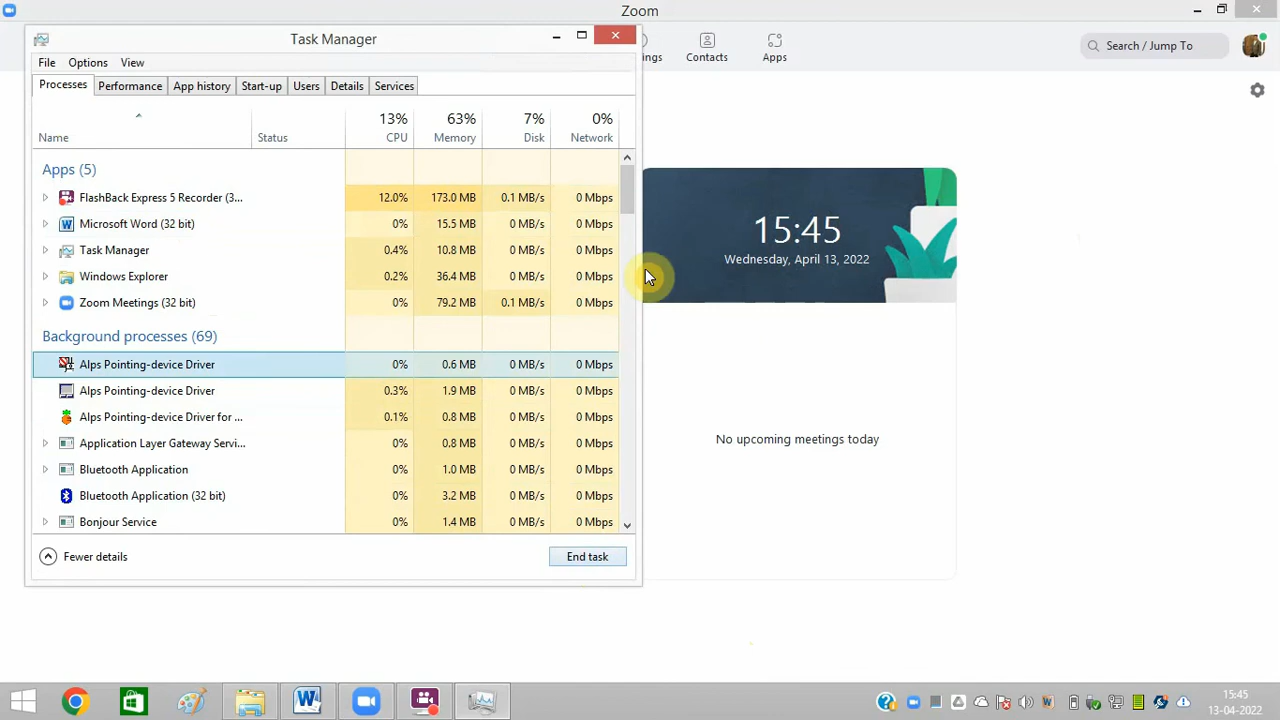 Zoom
Task Manager
File Options View
Processes Performance App history Start-up Users Details Services
Contacts Apps
Search / Jump To
13% 63% 7% 0%
Name Status CPU Memory Disk Network
Apps (5)
FlashBack Express 5 Recorder (3... 12.0% 173.0 MB 0.1 MB/s 0 Mbps
Microsoft Word (32 bit) 0% 15.5 MB 0 MB/s 0 Mbps
Task Manager 0.4% 10.8 MB 0 MB/s 0 Mbps
Windows Explorer 0.2% 36.4 MB 0 MB/s 0 Mbps
Zoom Meetings (32 bit) 0% 79.2 MB 0.1 MB/s 0 Mbps
Background processes (69)
Alps Pointing-device Driver 0% 0.6 MB 0 MB/s 0 Mbps
Alps Pointing-device Driver 0.3% 1.9 MB 0 MB/s 0 Mbps
Alps Pointing-device Driver for ... 0.1% 0.8 MB 0 MB/s 0 Mbps
Application Layer Gateway Servi... 0% 0.8 MB 0 MB/s 0 Mbps
Bluetooth Application 0% 1.0 MB 0 MB/s 0 Mbps
Bluetooth Application (32 bit) 0% 3.2 MB 0 MB/s 0 Mbps
Bonjour Service 0% 1.4 MB 0 MB/s 0 Mbps
Fewer details End task
15:45
Wednesday, April 13, 2022
No upcoming meetings today
15:45
13-04-2022